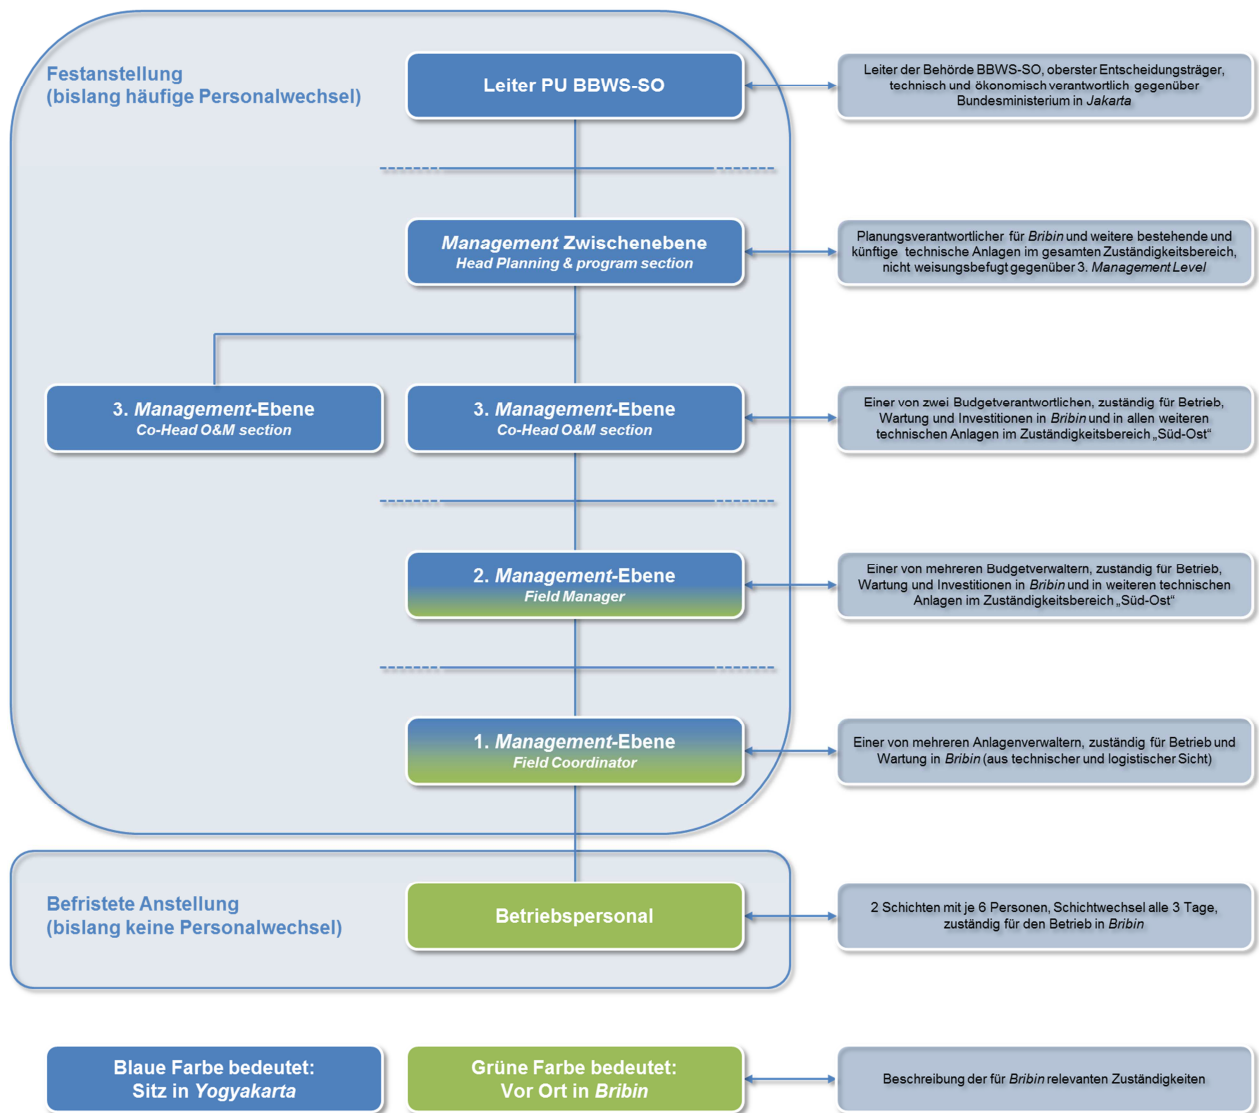 Festanstellung
(bislang häufige Personalwechsel)
Leiter PU BBWS-SO
Leiter der Behörde BBWS-SO, oberster Entscheidungsträger,
technisch und ökonomisch verantwortlich gegenüber
Bundesministerium in Jakarta
Management Zwischenebene
Head Planning & program section
Planungsverantwortlicher für Bribin und weitere bestehende und
künftige technische Anlagen im gesamten Zuständigkeitsbereich,
nicht weisungsbefugt gegenüber 3. Management Level
3. Management-Ebene
Co-Head O&M section
3. Management-Ebene
Co-Head O&M section
Einer von zwei Budgetverantwortlichen, zuständig für Betrieb,
Wartung und Investitionen in Bribin und in allen weiteren
technischen Anlagen im Zuständigkeitsbereich „Süd-Ost“
2. Management-Ebene
Field Manager
Einer von mehreren Budgetverwaltern, zuständig für Betrieb,
Wartung und Investitionen in Bribin und in weiteren technischen
Anlagen im Zuständigkeitsbereich „Süd-Ost“
1. Management-Ebene
Field Coordinator
Einer von mehreren Anlagenverwaltern, zuständig für Betrieb und
Wartung in Bribin (aus technischer und logistischer Sicht)
Befristete Anstellung
(bislang keine Personalwechsel)
Betriebspersonal
2 Schichten mit je 6 Personen, Schichtwechsel alle 3 Tage,
zuständig für den Betrieb in Bribin
Blaue Farbe bedeutet:
Sitz in Yogyakarta
Grüne Farbe bedeutet:
Vor Ort in Bribin
Beschreibung der für Bribin relevanten Zuständigkeiten